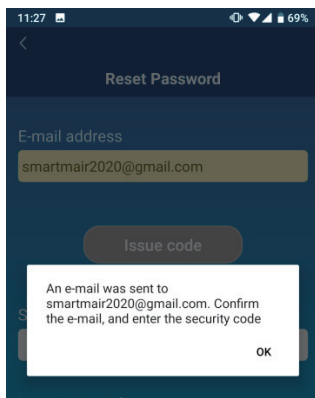 11:27 69%
Reset Password
E-mail address
smartmair2020@gmail.com
Issue code
An e-mail was sent to
smartmair2020@gmail.com. Confirm
the e-mail, and enter the security code
S
OK